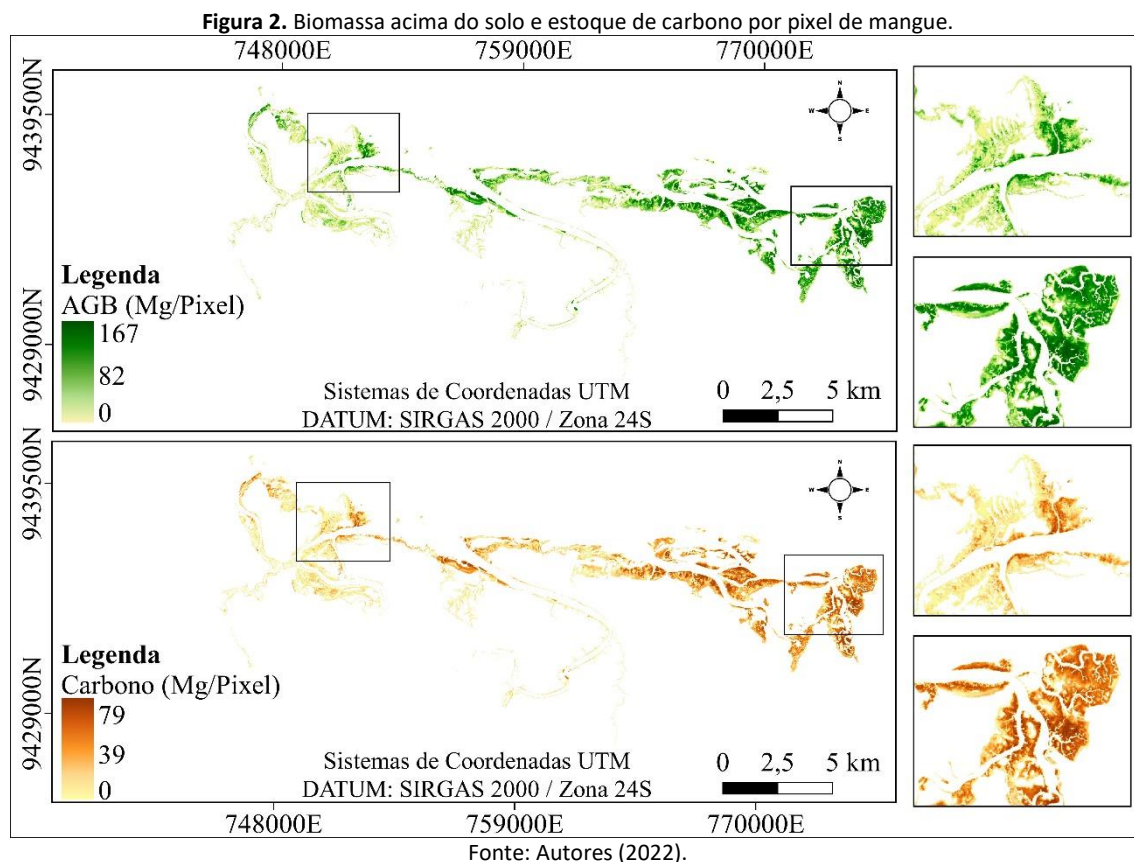 Figura 2. Biomassa acima do solo e estoque de carbono por pixel de mangue.
748000E 759000E 770000E
9439500N
9429000N
N
W E
S
Legenda
AGB (Mg/Pixel)
167
82
0
Sistemas de Coordenadas UTM
DATUM: SIRGAS 2000 / Zona 24S
0 2,5 5 km
9439500N
9429000N
N
W E
S
Legenda
Carbono (Mg/Pixel)
79
39
0
Sistemas de Coordenadas UTM
DATUM: SIRGAS 2000 / Zona 24S
0 2,5 5 km
748000E 759000E 770000E
Fonte: Autores (2022).